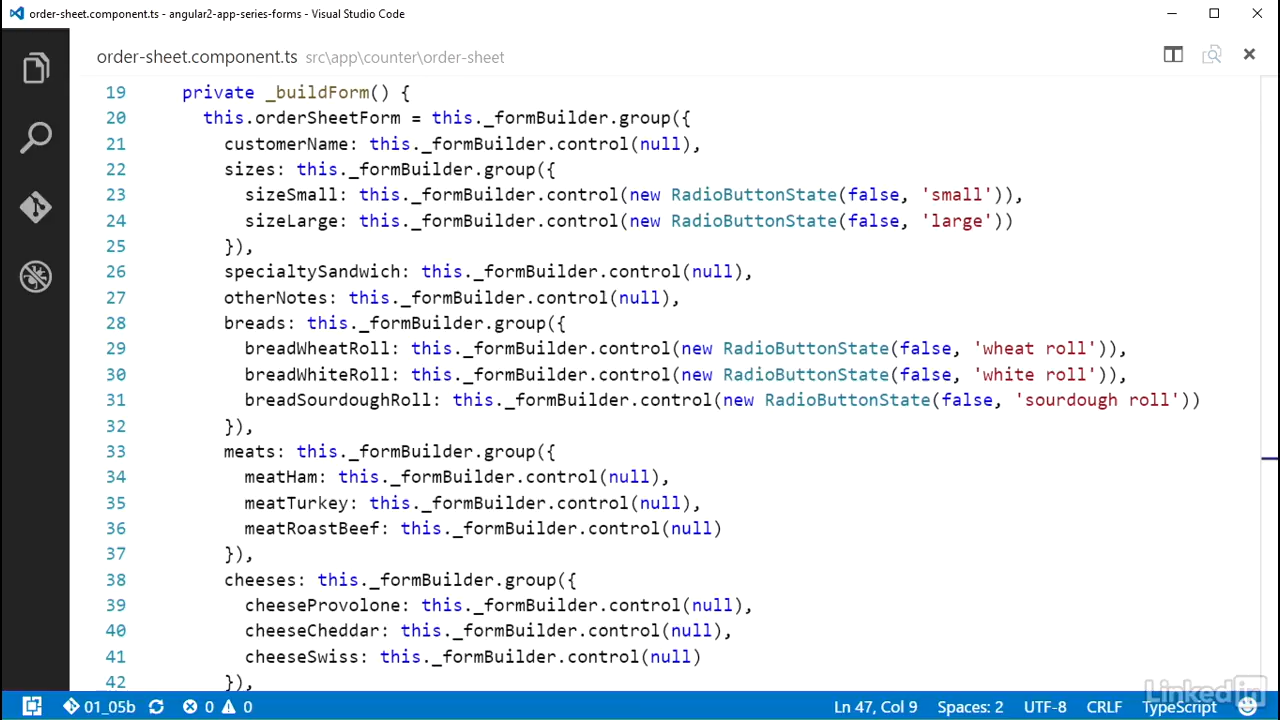 order-sheet.component.ts - angular2-app-series-forms - Visual Studio Code
order-sheet.component.ts src\app\counter\order-sheet
19 private _buildForm() {
20 this.orderSheetForm = this._formBuilder.group({
21 customerName: this._formBuilder.control(null),
22 sizes: this._formBuilder.group({
23 sizeSmall: this._formBuilder.control(new RadioButtonState(false, 'small')),
24 sizeLarge: this._formBuilder.control(new RadioButtonState(false, 'large'))
25 }),
26 specialtySandwich: this._formBuilder.control(null),
27 otherNotes: this._formBuilder.control(null),
28 breads: this._formBuilder.group({
29 breadWheatRoll: this._formBuilder.control(new RadioButtonState(false, 'wheat roll')),
30 breadWhiteRoll: this._formBuilder.control(new RadioButtonState(false, 'white roll')),
31 breadSourdoughRoll: this._formBuilder.control(new RadioButtonState(false, 'sourdough roll'))
32 }),
33 meats: this._formBuilder.group({
34 meatHam: this._formBuilder.control(null),
35 meatTurkey: this._formBuilder.control(null),
36 meatRoastBeef: this._formBuilder.control(null)
37 }),
38 cheeses: this._formBuilder.group({
39 cheeseProvolone: this._formBuilder.control(null),
40 cheeseCheddar: this._formBuilder.control(null),
41 cheeseSwiss: this._formBuilder.control(null)
42 }),
01_05b 0 0 Ln 47, Col 9 Spaces: 2 UTF-8 CRLF TypeScript
LinkedIn